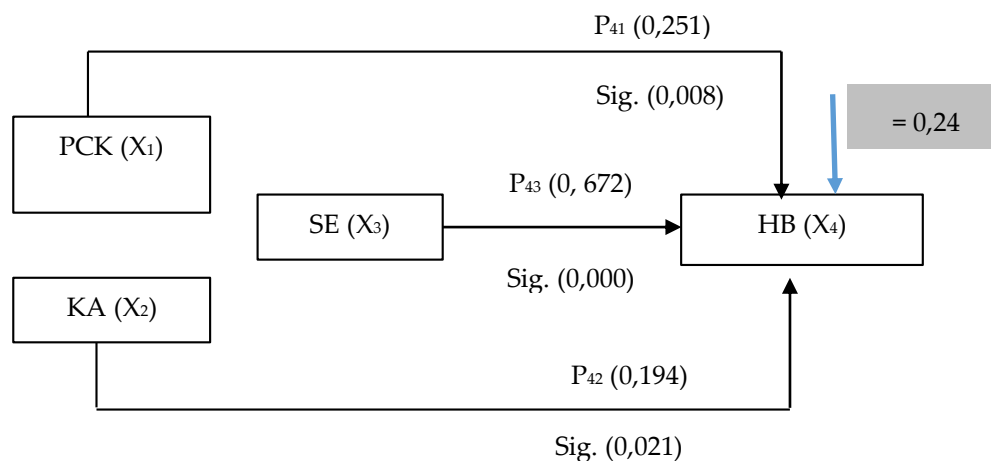 P₄₁ (0,251)
Sig. (0,008)
= 0,24
PCK (X₁)
P₄₃ (0, 672)
SE (X₃)
HB (X₄)
Sig. (0,000)
KA (X₂)
P₄₂ (0,194)
Sig. (0,021)